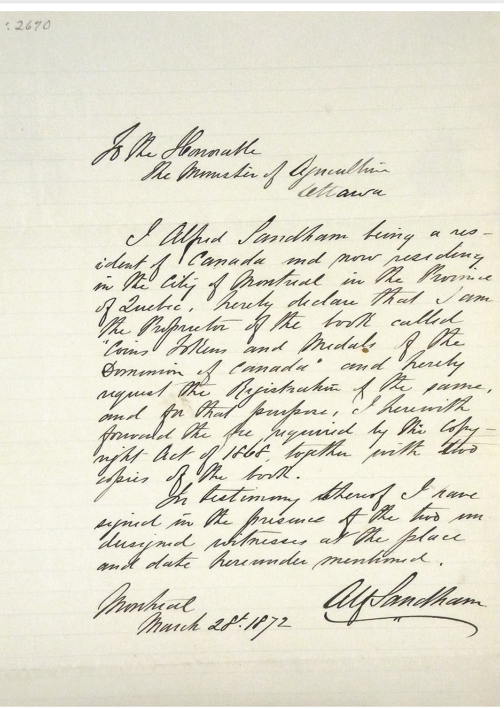 : 2670
To the Honorable
The Minister of Agriculture
Ottawa
I Alfred Sandham being a res-
ident of Canada and now residing
in the City of Montreal in the Province
of Quebec, hereby declare that I am
the Proprietor of the book called
"Coins Tokens and Medals of the
Dominion of Canada" and hereby
request the Registration of the same,
and for that purpose, I herewith
forward the fee, required by the Copy-
right Act of 1868, together with two
copies of the book.
In testimony thereof I have
signed in the presence of the two un
dersigned witnesses at the place
and date hereunder mentioned.
Montreal
March 28t. 1872
Alf Sandham